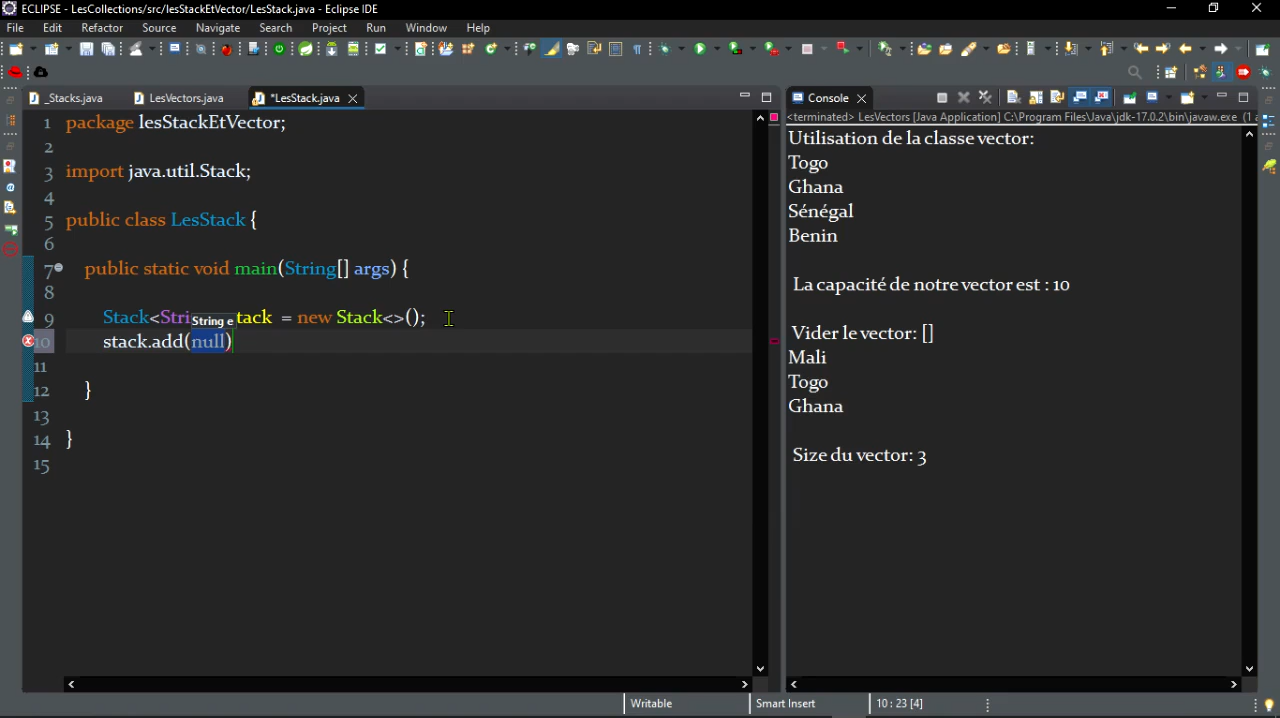 ECLIPSE - LesCollections/src/lesStackEtVector/LesStack.java - Eclipse IDE
File Edit Refactor Source Navigate Search Project Run Window Help
_Stacks.java LesVectors.java *LesStack.java
1 package lesStackEtVector;
2
3 import java.util.Stack;
4
5 public class LesStack {
6
7 public static void main(String[] args) {
8
9 Stack<Stri tack = new Stack<>();
String e
10 stack.add(null)
11
12 }
13
14 }
15
Console
<terminated> LesVectors [Java Application] C:\Program Files\Java\jdk-17.0.2\bin\javaw.exe (1 a
Utilisation de la classe vector:
Togo
Ghana
Sénégal
Benin
La capacité de notre vector est : 10
Vider le vector: []
Mali
Togo
Ghana
Size du vector: 3
Writable Smart Insert 10 : 23 [4]